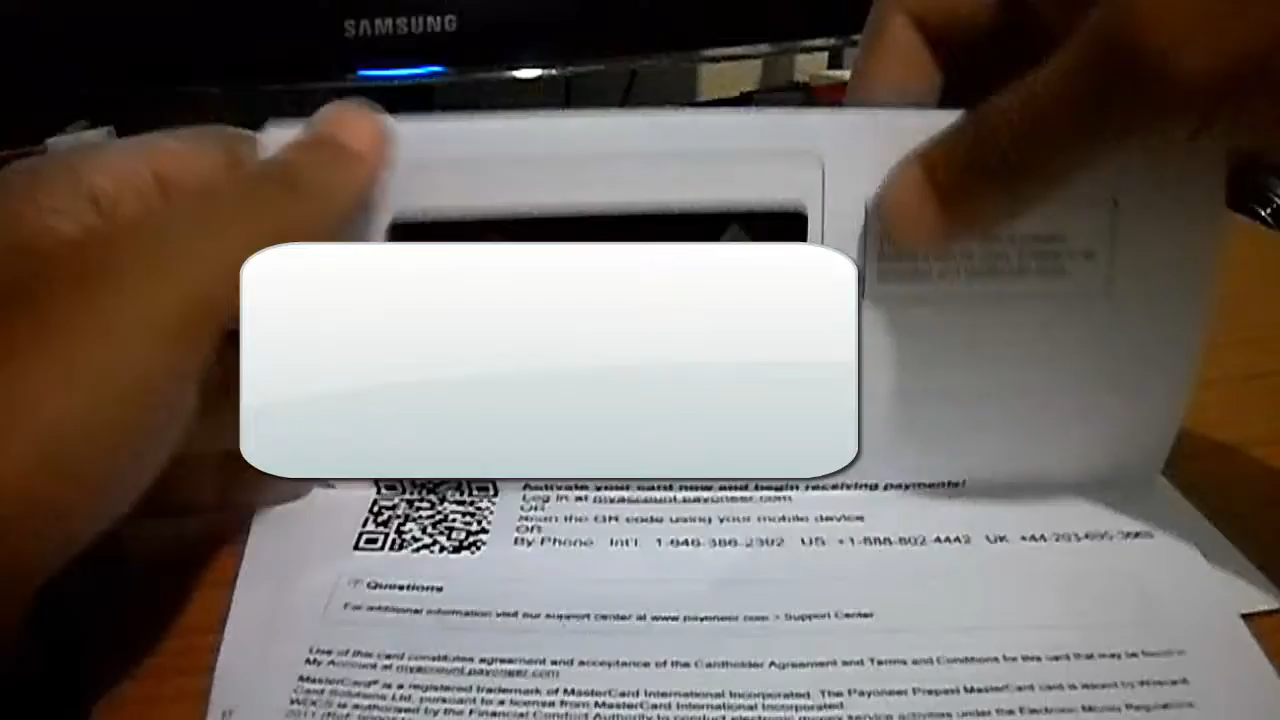 SAMSUNG
Activate your card now and begin receiving payments!
Log in at myaccount.payoneer.com
OR
Scan the QR code using your mobile device
OR
By Phone Int'l: 1-646-386-2392 US +1-888-802-4442 UK +44-203-695-
Questions
For additional information visit our support center at www.payoneer.com > Support Center
Use of this card constitutes agreement and acceptance of the Cardholder Agreement and Terms and Conditions for this card that may be found in
My Account at myaccount.payoneer.com
MasterCard® is a registered trademark of MasterCard International Incorporated. The Payoneer Prepaid MasterCard card is issued by Wirecard
Card Solutions Ltd, pursuant to a license from MasterCard International Incorporated
WDCS is authorised by the Financial Conduct Authority to conduct electronic money service activities under the Electronic Money Regulations
2011